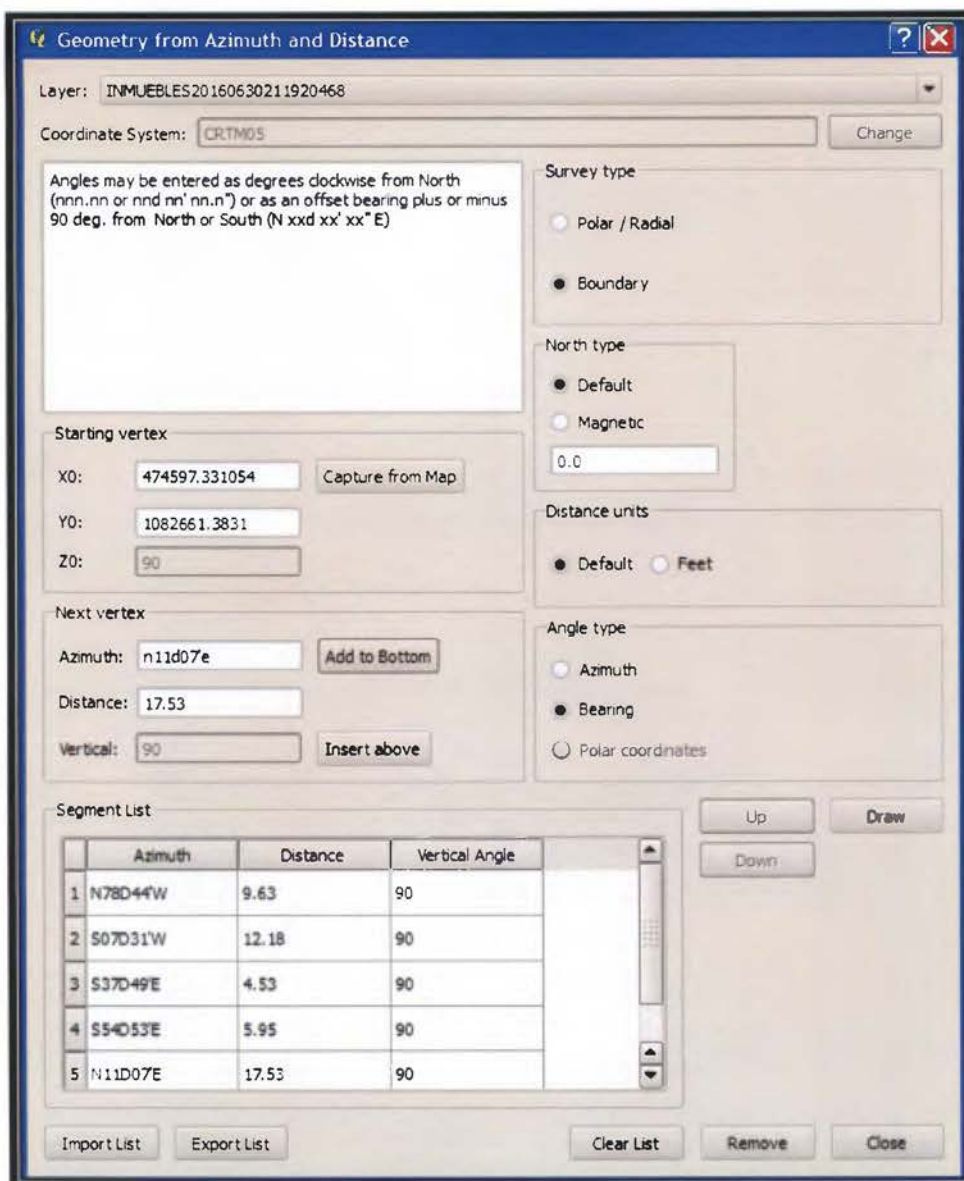 Geometry from Azimuth and Distance
?
Layer: INMUEBLES20160630211920468
Coordinate System: CRTM05 Change
Angles may be entered as degrees clockwise from North
(nnn.nn or nnd nn' nn.n") or as an offset bearing plus or minus
90 deg. from North or South (N xxd xx' xx" E)
Survey type
Polar / Radial
Boundary
North type
Default
Magnetic
0.0
Starting vertex
X0: 474597.331054 Capture from Map
Y0: 1082661.3831
Z0: 90
Distance units
Default Feet
Next vertex
Azimuth: n11d07'e Add to Bottom
Distance: 17.53
Vertical: 90 Insert above
Angle type
Azimuth
Bearing
Polar coordinates
Segment List
Up Draw
Down
Azimuth Distance Vertical Angle
1 N78D44'W 9.63 90
2 S07D31'W 12.18 90
3 S37D49'E 4.53 90
4 S54D53'E 5.95 90
5 N11D07'E 17.53 90
Import List Export List Clear List Remove Close